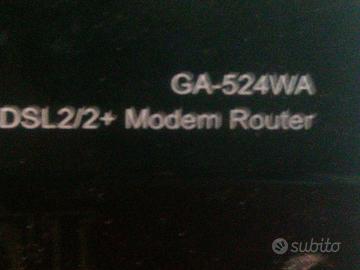 GA-524WA
DSL2/2+ Modem Router
subito